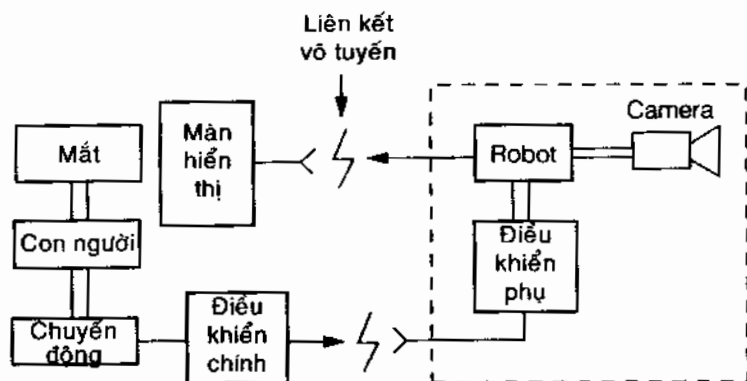 Liên kết
vô tuyến
Mắt
Màn
hiển
thị
Robot
Camera
Con người
Điều
khiển
phụ
Chuyển
động
Điều
khiển
chính